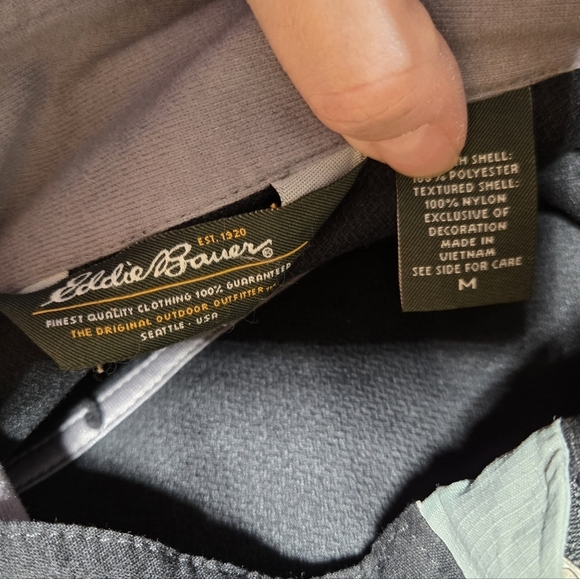 EST. 1920
Eddie Bauer
FINEST QUALITY CLOTHING 100% GUARANTEED
THE ORIGINAL OUTDOOR OUTFITTER
SEATTLE · USA
SHELL:
100% POLYESTER
TEXTURED SHELL:
100% NYLON
EXCLUSIVE OF
DECORATION
MADE IN
VIETNAM
SEE SIDE FOR CARE
M